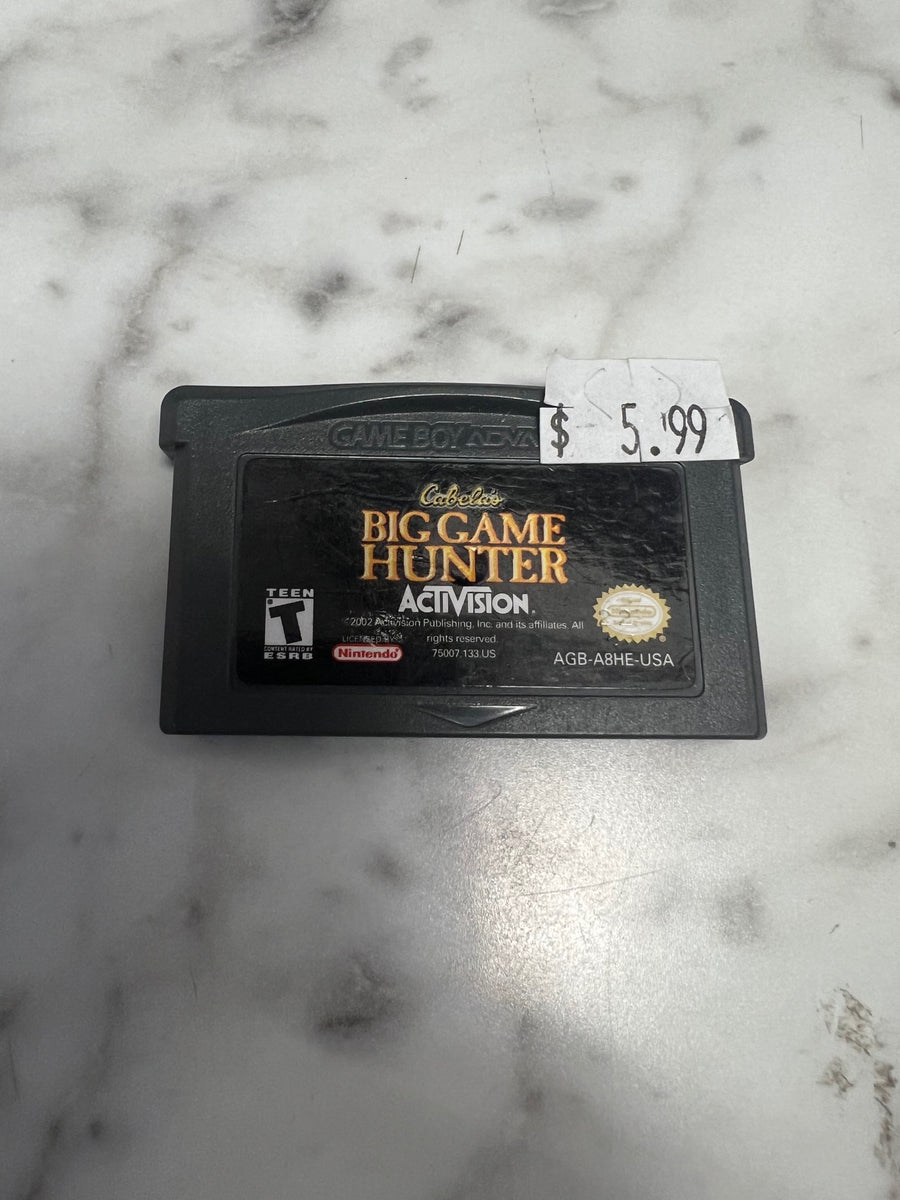 GAME BOY ADVAN
$ 5.99
Cabela's
BIG GAME
HUNTER
ACTIVISION®
TEEN
T
CONTENT RATED BY
ESRB
©2002 Activision Publishing, Inc. and its affiliates. All
rights reserved.
LICENSED BY
Nintendo®
75007.133.US
AGB-A8HE-USA